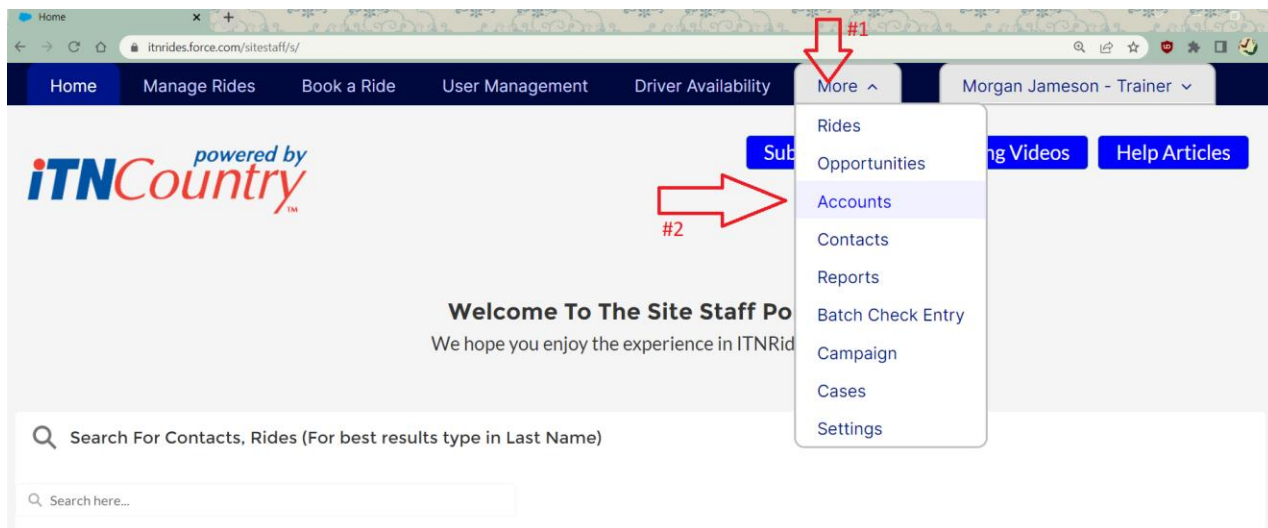 Home
#1
itnrides.force.com/sitestaff/s/
Home Manage Rides Book a Ride User Management Driver Availability More Morgan Jameson - Trainer
Rides
Opportunities
Accounts
Contacts
Reports
Batch Check Entry
Campaign
Cases
Settings
powered by
iTNCountry
TM
Sub
ng Videos
Help Articles
#2
Welcome To The Site Staff Po
We hope you enjoy the experience in ITNRid
Search For Contacts, Rides (For best results type in Last Name)
Search here...